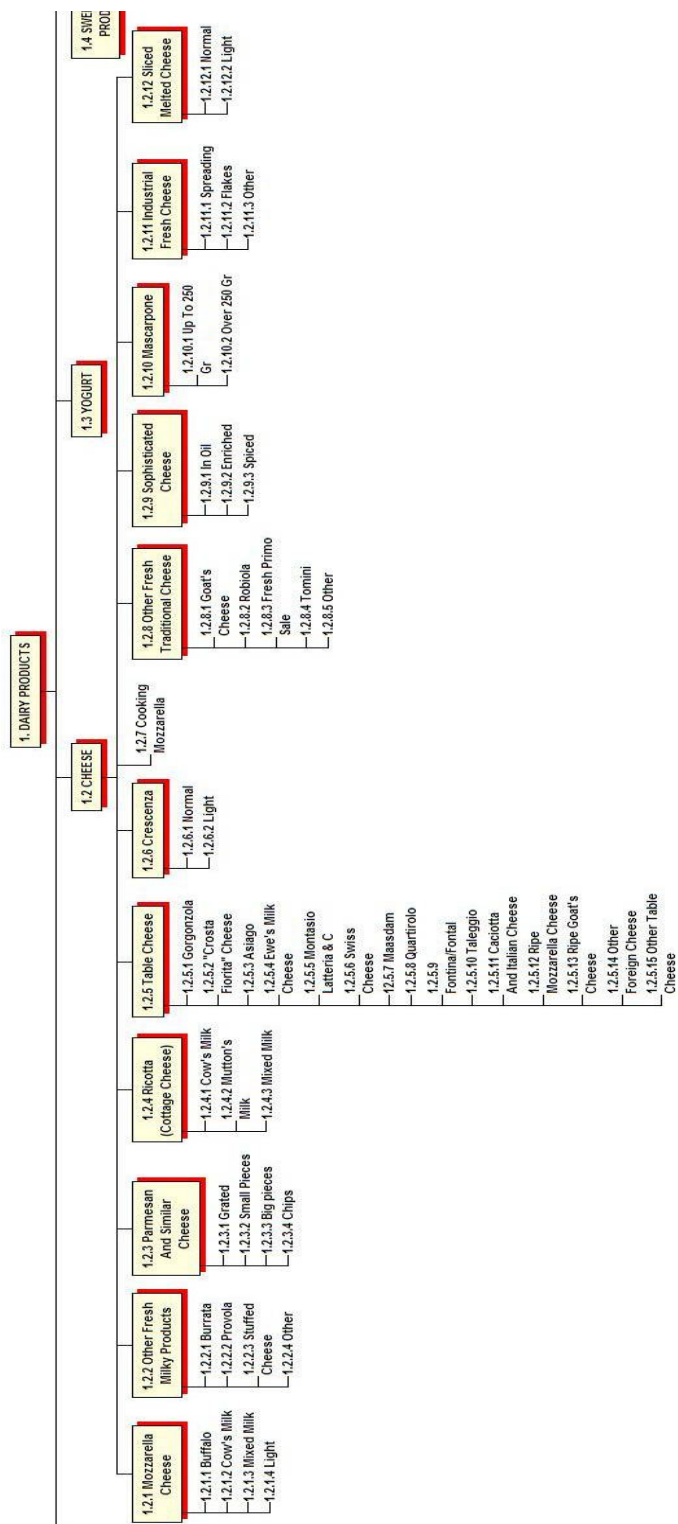 1. DAIRY PRODUCTS
1.2 CHEESE
1.3 YOGURT
1.4 SWE
PROD
1.2.1 Mozzarella
Cheese
1.2.1.1 Buffalo
1.2.1.2 Cow's Milk
1.2.1.3 Mixed Milk
1.2.1.4 Light
1.2.2 Other Fresh
Milky Products
1.2.2.1 Burrata
1.2.2.2 Provola
1.2.2.3 Stuffed
Cheese
1.2.2.4 Other
1.2.3 Parmesan
And Similar
Cheese
1.2.3.1 Grated
1.2.3.2 Small Pieces
1.2.3.3 Big pieces
1.2.3.4 Chips
1.2.4 Ricotta
(Cottage Cheese)
1.2.4.1 Cow's Milk
1.2.4.2 Mutton's
Milk
1.2.4.3 Mixed Milk
1.2.5 Table Cheese
1.2.5.1 Gorgonzola
1.2.5.2 "Crosta
Fiorita" Cheese
1.2.5.3 Asiago
1.2.5.4 Ewe's Milk
Cheese
1.2.5.5 Montasio
Latteria & C
1.2.5.6 Swiss
Cheese
12.5.7 Maasdam
1.2.5.8 Quartirolo
1.2.5.9
Fontina/Fontal
1.2.5.10 Taleggio
1.2.5.11 Caciotta
And Italian Cheese
1.2.5.12 Ripe
Mozzarella Cheese
1.2.5.13 Ripe Goat's
Cheese
1.2.5.14 Other
Foreign Cheese
1.2.5.15 Other Table
Cheese
1.2.6 Crescenza
1.2.6.1 Normal
1.2.6.2 Light
1.2.7 Cooking
Mozzarella
1.2.8 Other Fresh
Traditional Cheese
1.2.8.1 Goat's
Cheese
1.2.8.2 Robiola
1.2.8.3 Fresh Primo
Sale
1.2.8.4 Tomini
1.2.8.5 Other
1.2.9 Sophisticated
Cheese
1.2.9.1 In Oil
1.2.9.2 Enriched
1.2.9.3 Spiced
1.2.10 Mascarpone
1.2.10.1 Up To 250
Gr
1.2.10.2 Over 250 Gr
1.2.11 Industrial
Fresh Cheese
1.2.11.1 Spreading
1.2.11.2 Flakes
1.2.11.3 Other
1.2.12 Sliced
Melted Cheese
1.2.12.1 Normal
1.2.12.2 Light